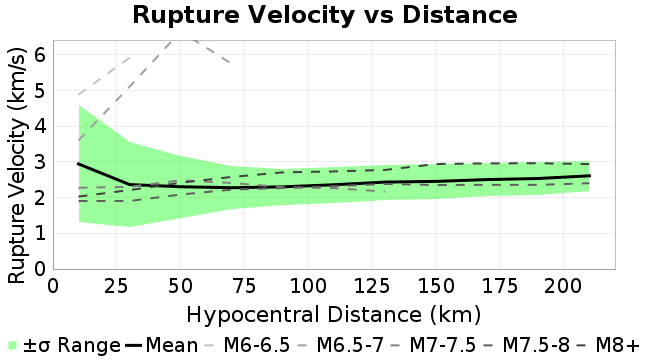 Rupture Velocity vs Distance
Rupture Velocity (km/s)
6
5
4
3
2
1
0
0 25 50 75 100 125 150 175 200
Hypocentral Distance (km)
±σ Range Mean M6-6.5 M6.5-7 M7-7.5 M7.5-8 M8+